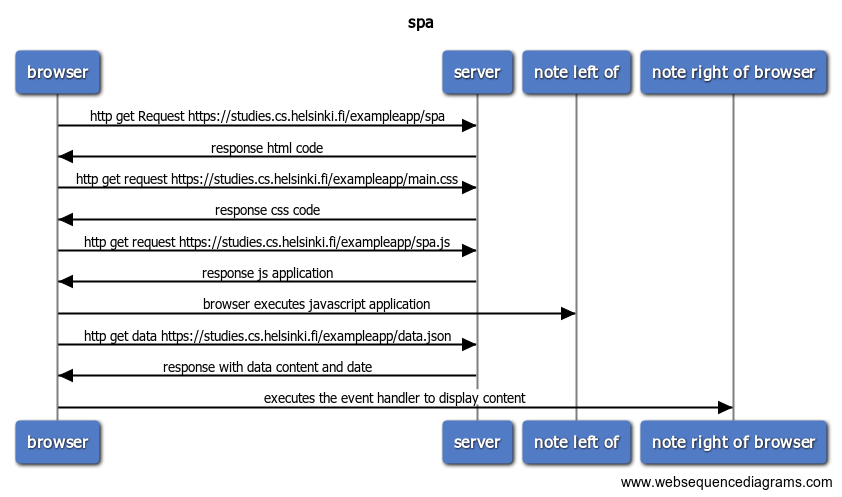 spa
browser
server
note left of
note right of browser
http get Request https://studies.cs.helsinki.fi/exampleapp/spa
response html code
http get request https://studies.cs.helsinki.fi/exampleapp/main.css
response css code
http get request https://studies.cs.helsinki.fi/exampleapp/spa.js
response js application
browser executes javascript application
http get data https://studies.cs.helsinki.fi/exampleapp/data.json
response with data content and date
executes the event handler to display content
browser
server
note left of
note right of browser
www.websequencediagrams.com